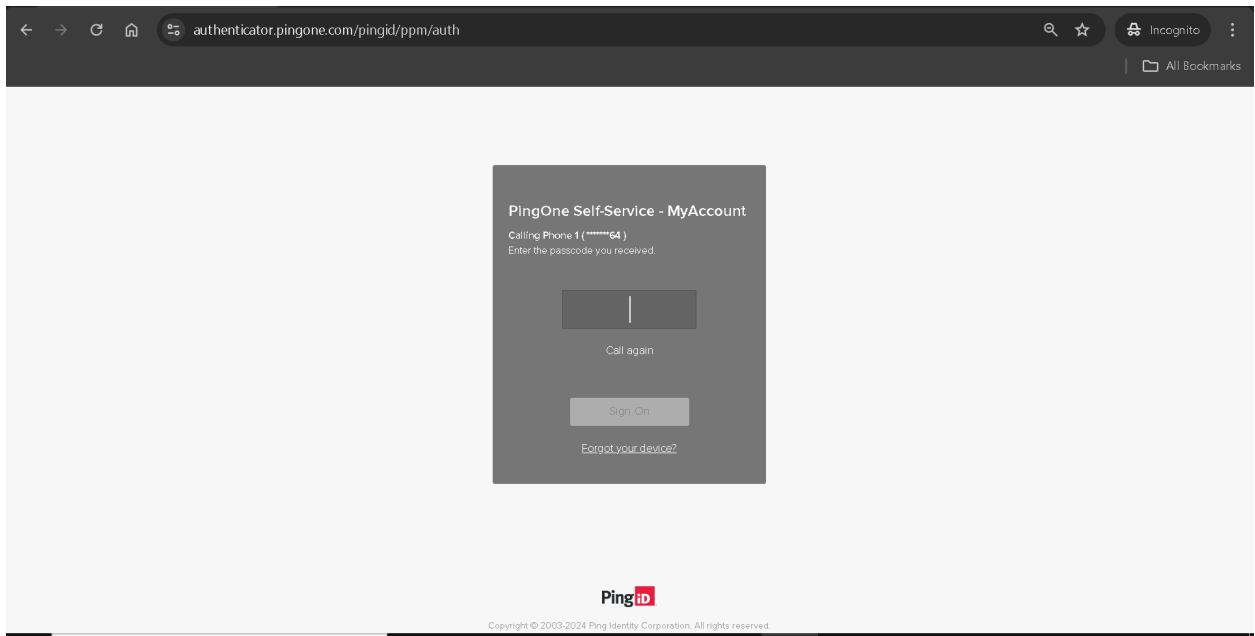 authenticator.pingone.com/pingid/ppm/auth
Incognito
All Bookmarks
PingOne Self-Service - MyAccount
Calling Phone 1 ( *******64 )
Enter the passcode you received.
Call again
Sign On
Forgot your device?
Ping iD
Copyright © 2003-2024 Ping Identity Corporation. All rights reserved.